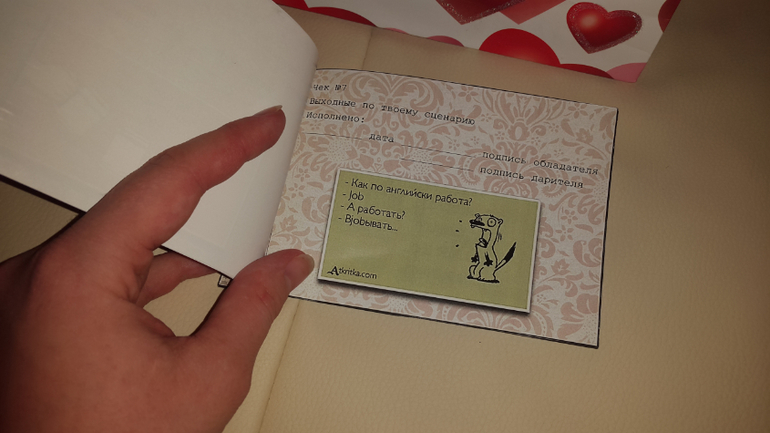 Чек №7
Выходные по твоему сценарию
Исполнено:
дата
подпись обладателя
подпись дарителя
- Как по английски работа?
- Job
- А работать?
- Вjobывать...
Atkritka.com